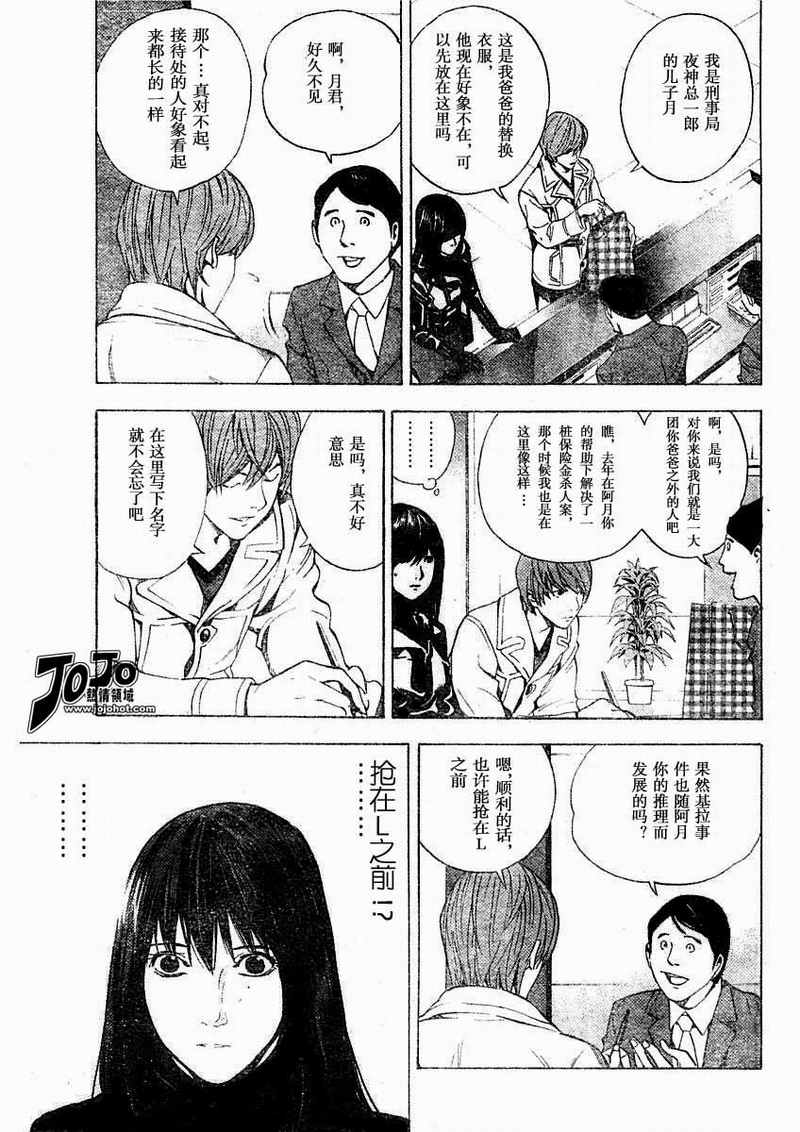 我是刑事局
夜神总一郎
的儿子月
这是我爸爸的替换
衣服，
他现在好象不在，可
以先放在这里吗
啊，月君，
好久不见
那个…真对不起，
接待处的人好象看起
来都长的一样
啊，是吗，
对你来说我们就是一大
团你爸爸之外的人吧
瞧，去年在阿月你
的帮助下解决了一
桩保险金杀人案，
那个时候我也是在
这里像这样…
………
………
是吗，真不好
意思
在这里写下名字
就不会忘了吧
果然基拉事
件也随阿月
你的推理而
发展的吗？
嗯，顺利的话，
也许能抢在L
之前
抢在L之前!?
………
………
………
JOJO
熱情領域
www.jojohot.com